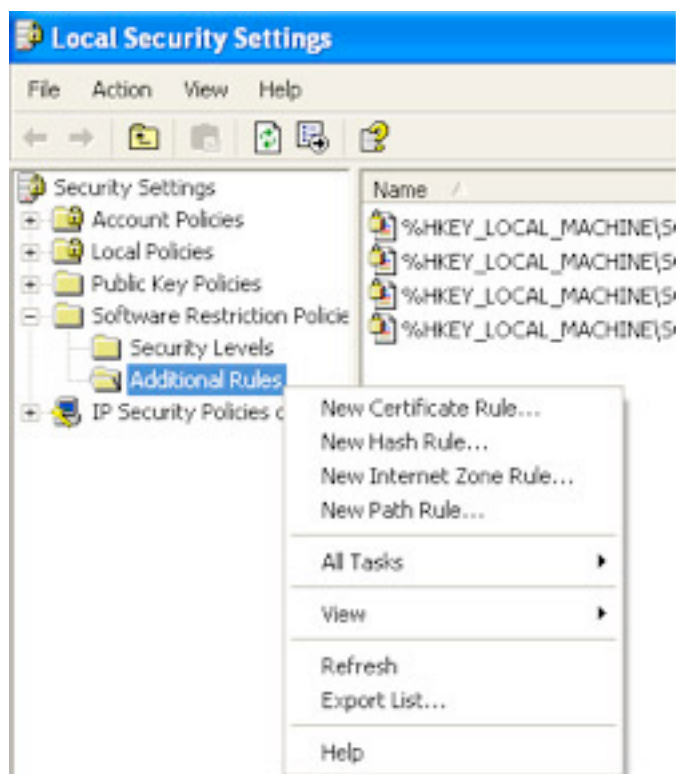 Local Security Settings
File Action View Help
Security Settings
Account Policies
Local Policies
Public Key Policies
Software Restriction Policie
Security Levels
Additional Rules
IP Security Policies o
Name
%HKEY_LOCAL_MACHINE\S
%HKEY_LOCAL_MACHINE\S
%HKEY_LOCAL_MACHINE\S
%HKEY_LOCAL_MACHINE\S
New Certificate Rule...
New Hash Rule...
New Internet Zone Rule...
New Path Rule...
All Tasks
View
Refresh
Export List...
Help